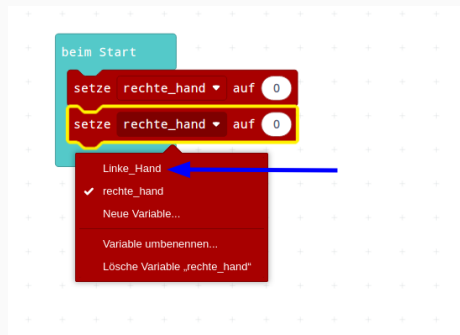 beim Start
setze rechte_hand auf 0
setze rechte_hand auf 0
Linke_Hand
rechte_hand
Neue Variable...
Variable umbenennen...
Lösche Variable „rechte_hand“